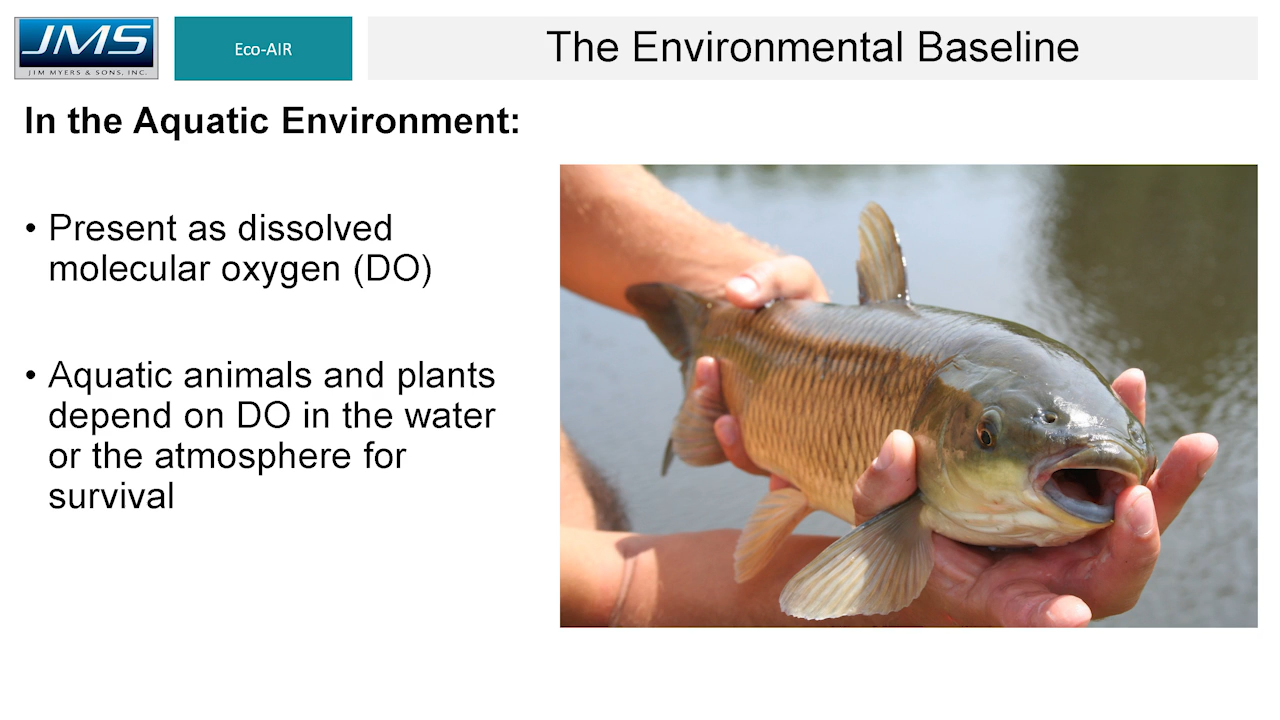 JMS
JIM MYERS & SONS, INC.
Eco-AIR
The Environmental Baseline
In the Aquatic Environment:
• Present as dissolved
molecular oxygen (DO)
• Aquatic animals and plants
depend on DO in the water
or the atmosphere for
survival